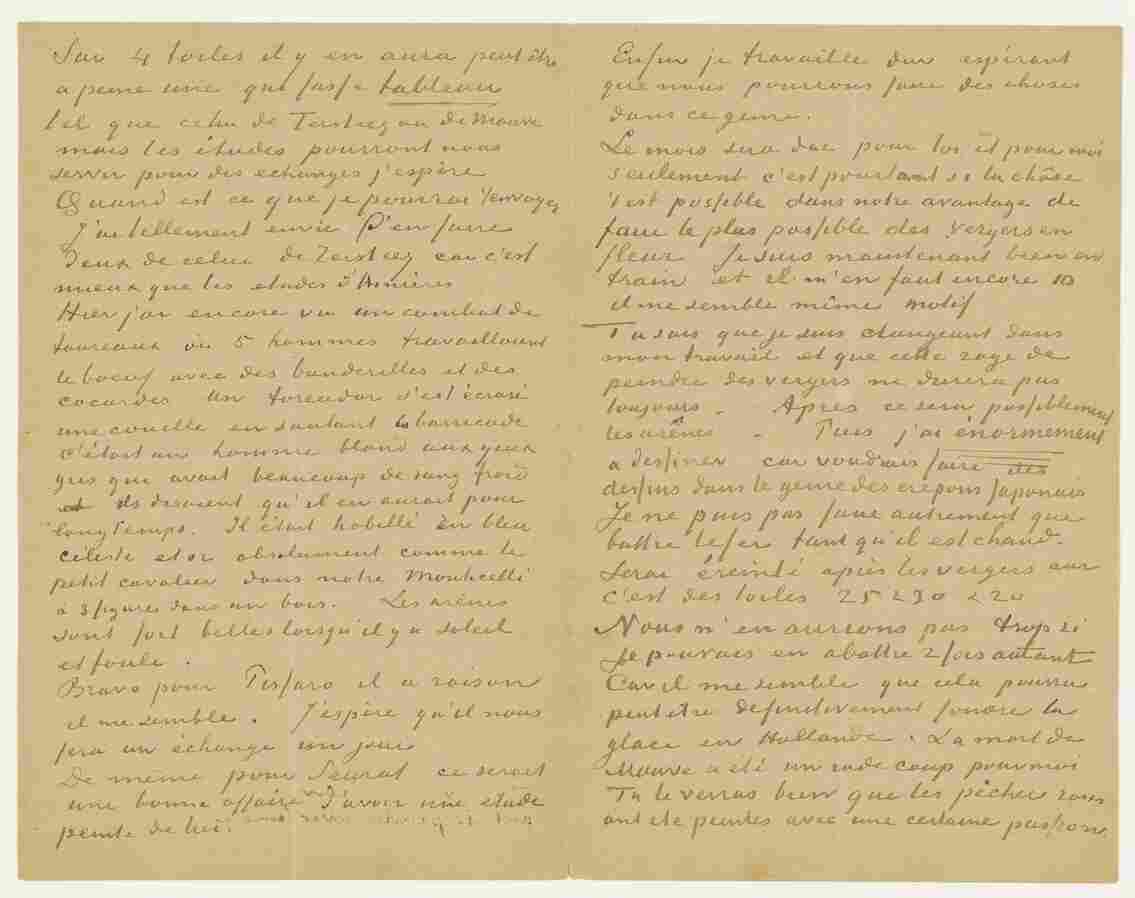 Sur 4 toiles il y en aura peut être
a peine une qui fasse tableau
tel que celui de Tersteeg ou de Mauve
mais les études pourront nous
servir pour des echanges j'espère
Quand est ce que je pourrai t'envoyer
J'ai tellement envie d'en faire
deux de celui de Tersteeg car c'est
mieux que les etudes d'Asnières
Hier j'ai encore vu un combat de
taureaux où 5 hommes travaillaient
le boeuf avec des banderilles et des
cocardes un toreador s'est écrasé
une couille en sautant la barricade
C'était un homme blond aux yeux
gris qui avait beaucoup de sang froid
ils disaient qu'il en aurait pour
longtemps. Il était habillé en bleu
céleste et or absolument comme le
petit cavalier dans notre Monticelli
à 3 figures dans un bois. Les arènes
sont fort belles lorsqu'il y a soleil
et foule.
Bravo pour Pissaro il a raison
il me semble. J'espère qu'il nous
fera un échange un jour
De même pour Seurat ce serait
une bonne affaire d'avoir une etude
peinte de lui.
Enfin je travaille dur espérant
que nous pourrons faire des choses
dans ce genre.
Le mois sera dur pour toi et pour moi
seulement c'est pourtant si la chose
t'est possible dans notre avantage de
faire le plus possible des vergers en
fleur Je suis maintenant bien en
train et il m'en faut encore 10
il me semble même motif
Tu sais que je suis changeant dans
mon travail et que cette rage de
peindre des vergers ne durera pas
toujours. Après ce sera possiblement
les arènes. Puis j'ai énormement
a dessiner car voudrais faire des
dessins dans le genre des crepons Japonais
Je ne puis pas faire autrement que
battre le fer tant qu'il est chaud.
Serai éreinté après les vergers car
c'est des toiles 25 & 30 & 20
Nous n'en aurions pas trop si
Je pouvais en abattre 2 fois autant
Car il me semble que cela pourra
peut etre definitivement fondre la
glace en Hollande. La mort de
Mauve a été un rude coup pour moi
Tu le verras bien que les pêchers roses
ont ete peintes avec une certaine passion.